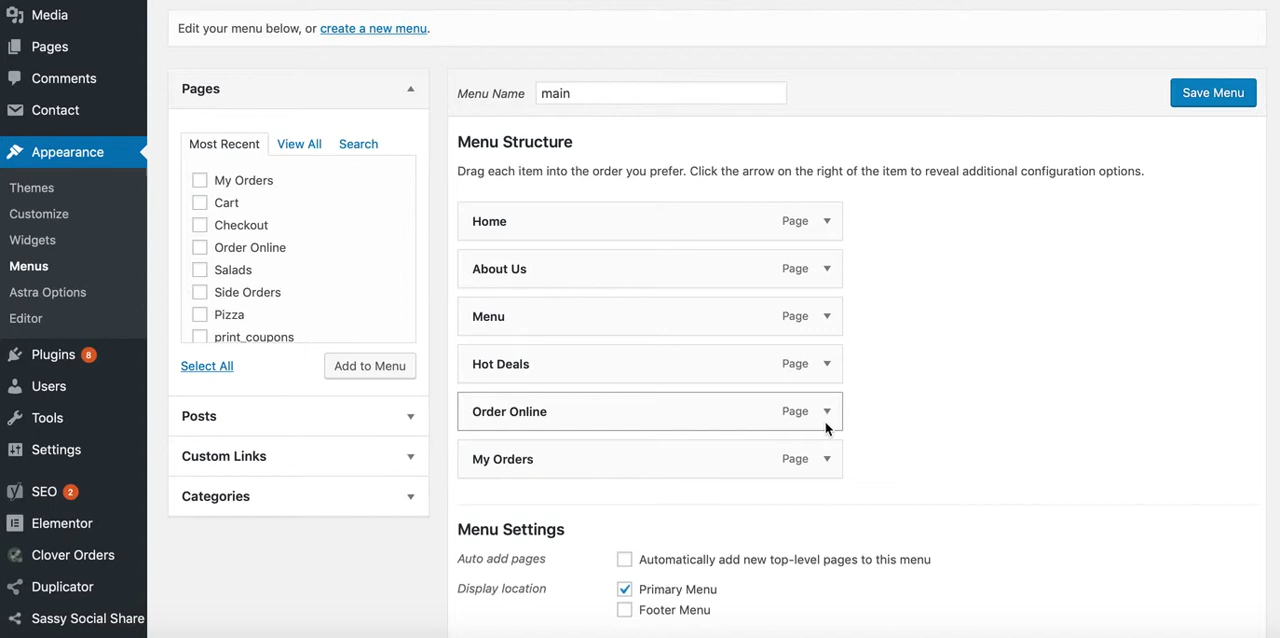 Media
Pages
Comments
Contact
Appearance
Themes
Customize
Widgets
Menus
Astra Options
Editor
Plugins 8
Users
Tools
Settings
SEO 2
Elementor
Clover Orders
Duplicator
Sassy Social Share
Edit your menu below, or create a new menu.
Pages
Most Recent View All Search
My Orders
Cart
Checkout
Order Online
Salads
Side Orders
Pizza
print_coupons
Select All Add to Menu
Posts
Custom Links
Categories
Menu Name main Save Menu
Menu Structure
Drag each item into the order you prefer. Click the arrow on the right of the item to reveal additional configuration options.
Home Page
About Us Page
Menu Page
Hot Deals Page
Order Online Page
My Orders Page
Menu Settings
Auto add pages Automatically add new top-level pages to this menu
Display location Primary Menu
Footer Menu